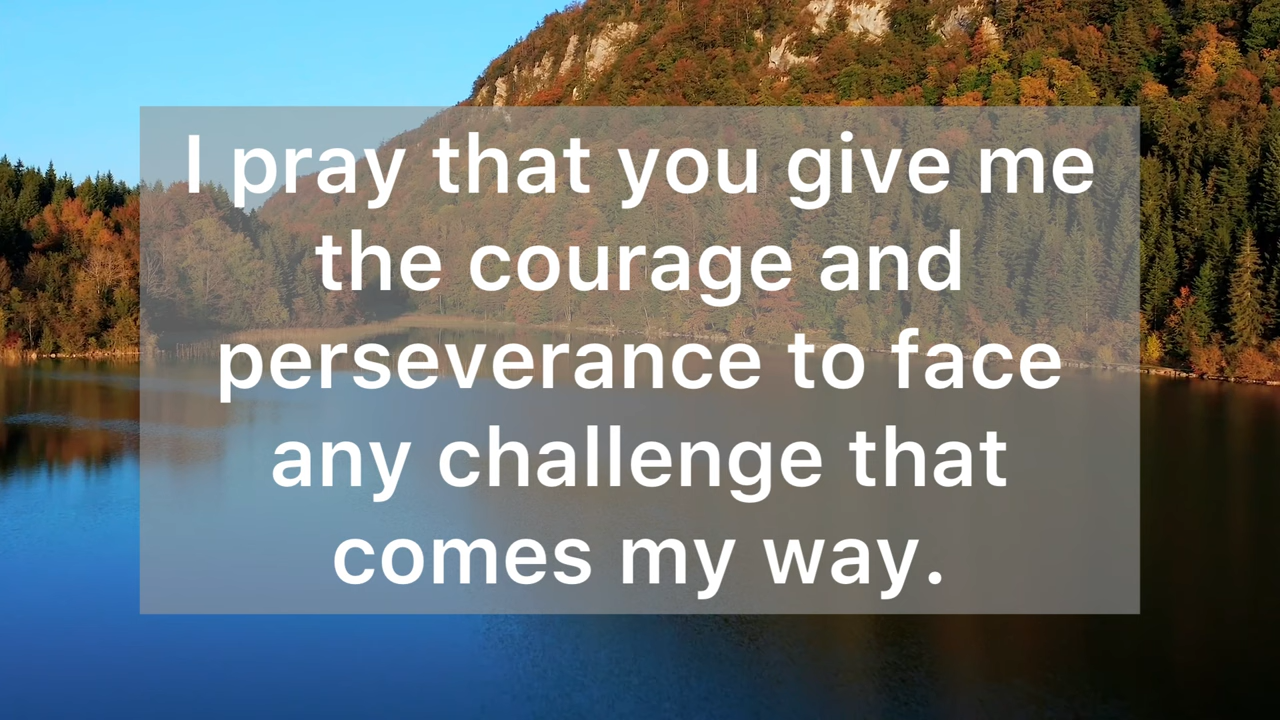 I pray that you give me
the courage and
perseverance to face
any challenge that
comes my way.